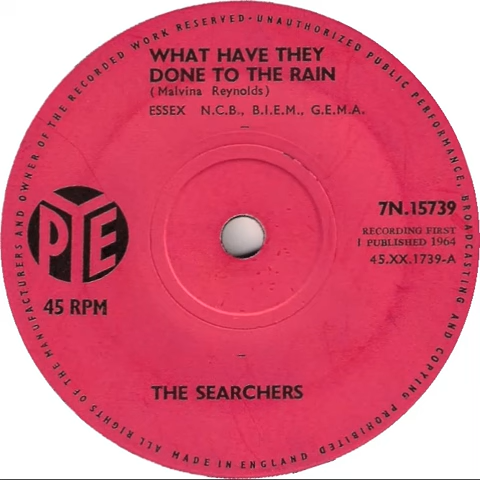 ALL RIGHTS OF THE MANUFACTURERS AND OWNER OF THE RECORDED WORK RESERVED · UNAUTHORIZED PUBLIC PERFORMANCE, BROADCASTING AND COPYING PROHIBITED
WHAT HAVE THEY
DONE TO THE RAIN
(Malvina Reynolds)
ESSEX N.C.B., B.I.E.M., G.E.M.A.
PYE
45 RPM
7N.15739
RECORDING FIRST
PUBLISHED 1964
45.XX.1739-A
THE SEARCHERS
MADE IN ENGLAND